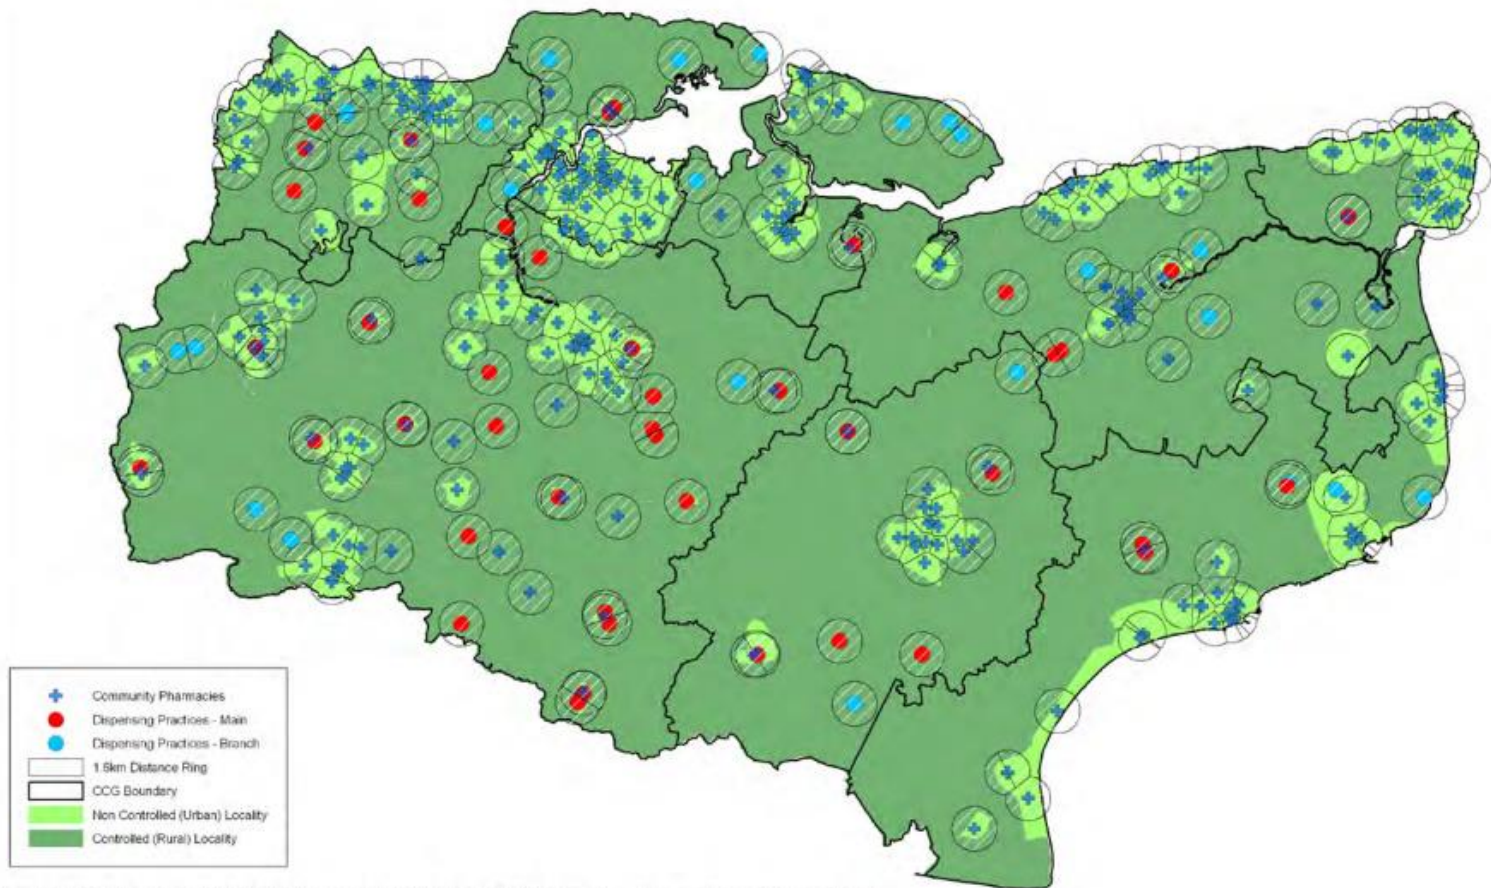 Community Pharmacies
Dispensing Practices - Main
Dispensing Practices - Branch
1.6km Distance Ring
CCG Boundary
Non Controlled (Urban) Locality
Controlled (Rural) Locality